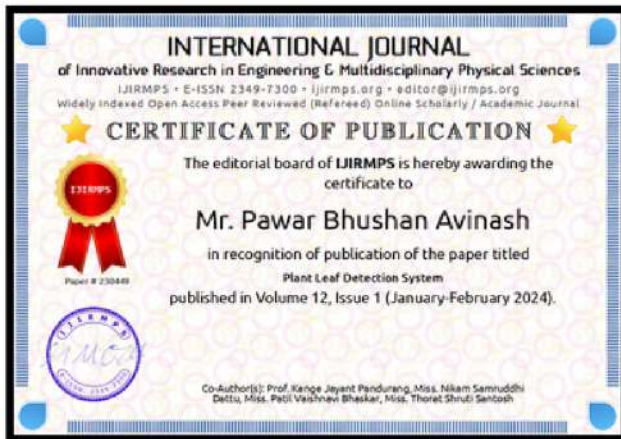 INTERNATIONAL JOURNAL
of Innovative Research in Engineering & Multidisciplinary Physical Sciences
IJIRMPS • E-ISSN 2349-7300 • ijirmps.org • editor@ijirmps.org
Widely Indexed Open Access Peer Reviewed (Refereed) Online Scholarly / Academic Journal
CERTIFICATE OF PUBLICATION
The editorial board of IJIRMPS is hereby awarding the
certificate to
IJIRMPS
Mr. Pawar Bhushan Avinash
in recognition of publication of the paper titled
Paper # 230449
Plant Leaf Detection System
published in Volume 12, Issue 1 (January-February 2024).
IJIRMPS
E-ISSN: 2349-7300
Co-Author(s): Prof. Kenge Jayant Pandurang, Miss. Nikam Samruddhi
Dattu, Miss. Patil Vaishnavi Bhaskar, Miss. Thorat Shruti Santosh